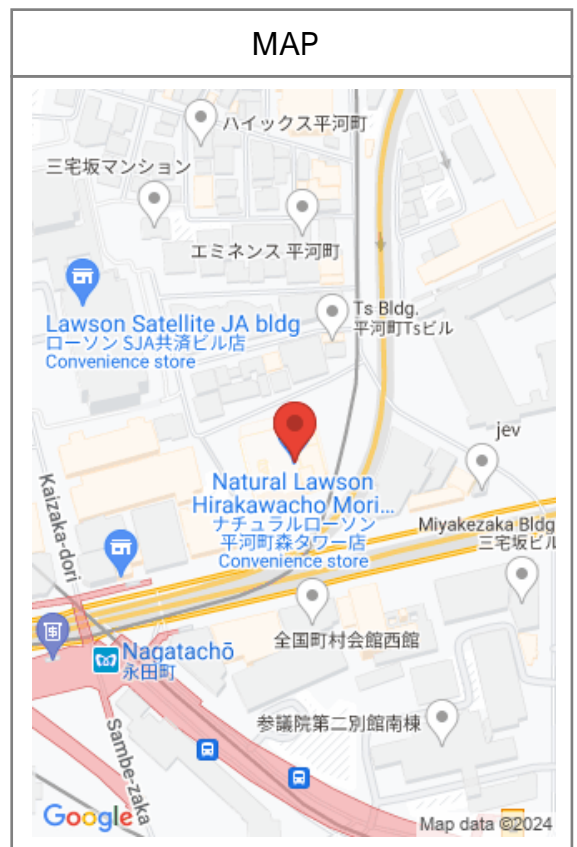 MAP
ハイックス平河町
三宅坂マンション
エミネンス 平河町
Ts Bldg.
平河町Tsビル
Lawson Satellite JA bldg
ローソン SJA共済ビル店
Convenience store
jev
Natural Lawson
Hirakawacho Mori...
ナチュラルローソン
平河町森タワー店
Convenience store
Kaizaka-dori
Miyakezaka Bldg
三宅坂ビル
全国町村会館西館
Nagatachō
永田町
参議院第二別館南棟
Sambe-zaka
Google
Map data ©2024